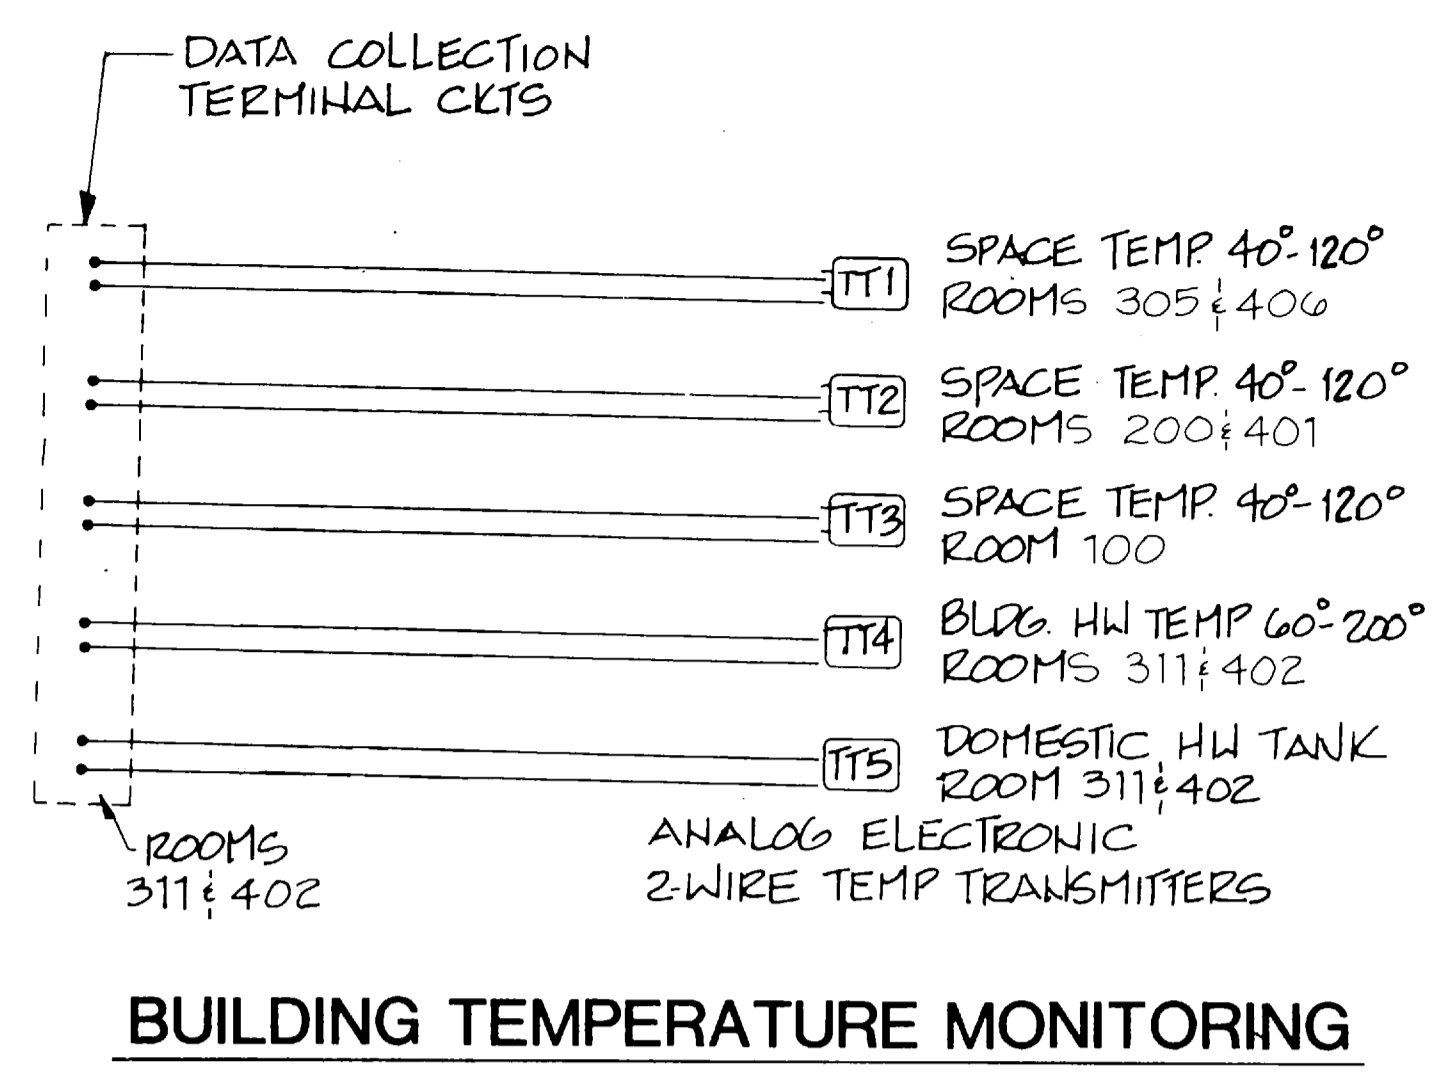 DATA COLLECTION
TERMINAL CKTS
TT1
SPACE TEMP. 40°-120°
ROOMS 305 & 406
TT2
SPACE TEMP. 40°-120°
ROOMS 200 & 401
TT3
SPACE TEMP. 40°-120°
ROOM 100
TT4
BLDG. HW TEMP 60°-200°
ROOMS 311 & 402
TT5
DOMESTIC HW TANK
ROOM 311 & 402
ROOMS
311 & 402
ANALOG ELECTRONIC
2-WIRE TEMP TRANSMITTERS
BUILDING TEMPERATURE MONITORING